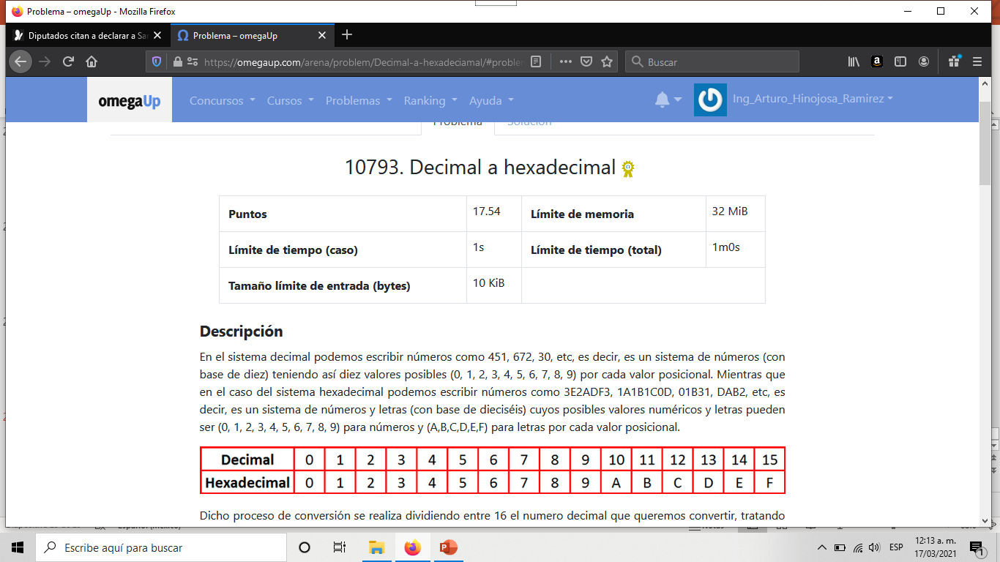 Problema – omegaUp - Mozilla Firefox
Diputados citan a declarar a Sar
Problema – omegaUp
https://omegaup.com/arena/problem/Decimal-a-hexadeciamal/#problem
Buscar
omegaUp Concursos Cursos Problemas Ranking Ayuda Ing_Arturo_Hinojosa_Ramirez
Problema Solución
10793. Decimal a hexadecimal
Puntos 17.54 Límite de memoria 32 MiB
Límite de tiempo (caso) 1s Límite de tiempo (total) 1m0s
Tamaño límite de entrada (bytes) 10 KiB
Descripción
En el sistema decimal podemos escribir números como 451, 672, 30, etc, es decir, es un sistema de números (con
base de diez) teniendo así diez valores posibles (0, 1, 2, 3, 4, 5, 6, 7, 8, 9) por cada valor posicional. Mientras que
en el caso del sistema hexadecimal podemos escribir números como 3E2ADF3, 1A1B1C0D, 01B31, DAB2, etc, es
decir, es un sistema de números y letras (con base de dieciséis) cuyos posibles valores numéricos y letras pueden
ser (0, 1, 2, 3, 4, 5, 6, 7, 8, 9) para números y (A,B,C,D,E,F) para letras por cada valor posicional.
Decimal 0 1 2 3 4 5 6 7 8 9 10 11 12 13 14 15
Hexadecimal 0 1 2 3 4 5 6 7 8 9 A B C D E F
Dicho proceso de conversión se realiza dividiendo entre 16 el numero decimal que queremos convertir, tratando
Escribe aquí para buscar
ESP
12:13 a. m.
17/03/2021
1